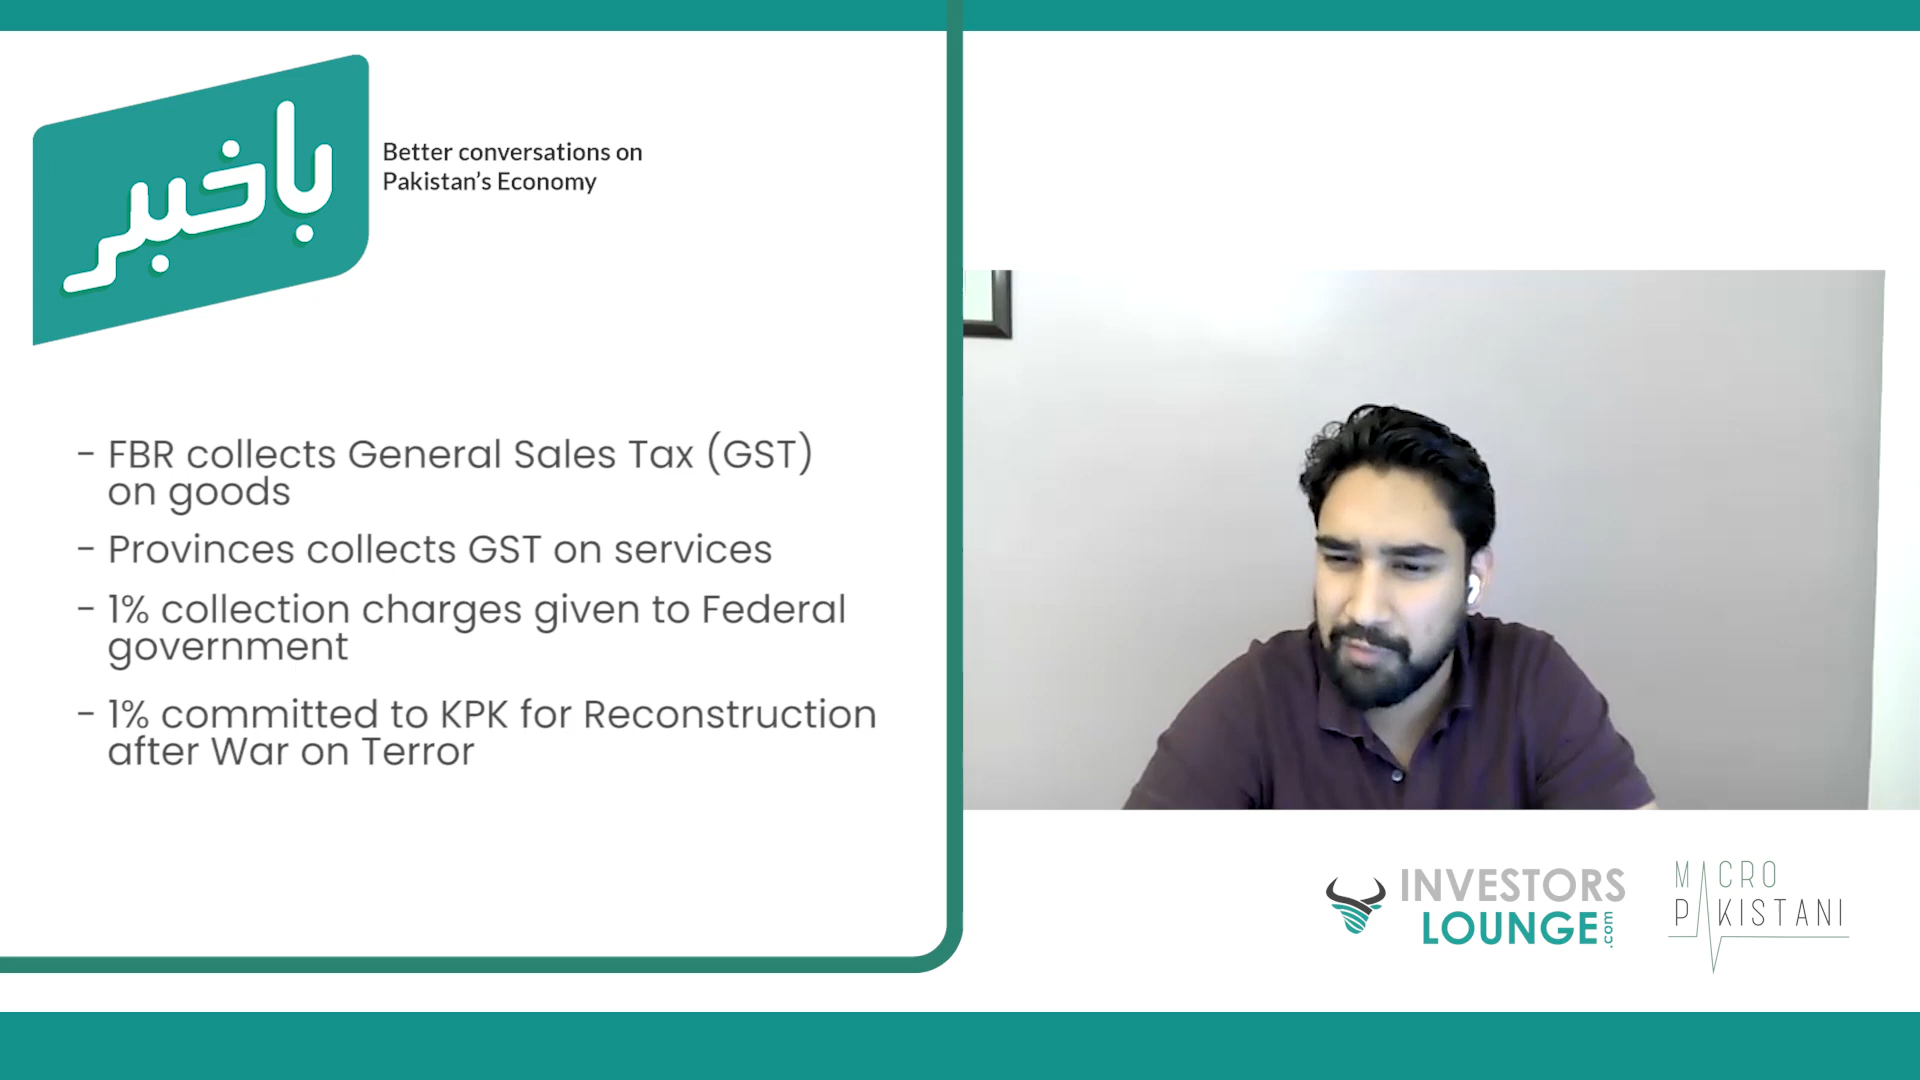 باخبر
Better conversations on
Pakistan’s Economy
- FBR collects General Sales Tax (GST)
on goods
- Provinces collects GST on services
- 1% collection charges given to Federal
government
- 1% committed to KPK for Reconstruction
after War on Terror
INVESTORS
LOUNGE.com
MACRO
PAKISTANI